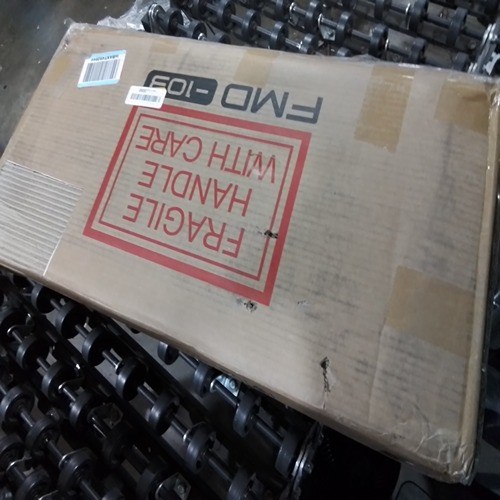 FRAGILE
HANDLE
WITH CARE
FMD-103